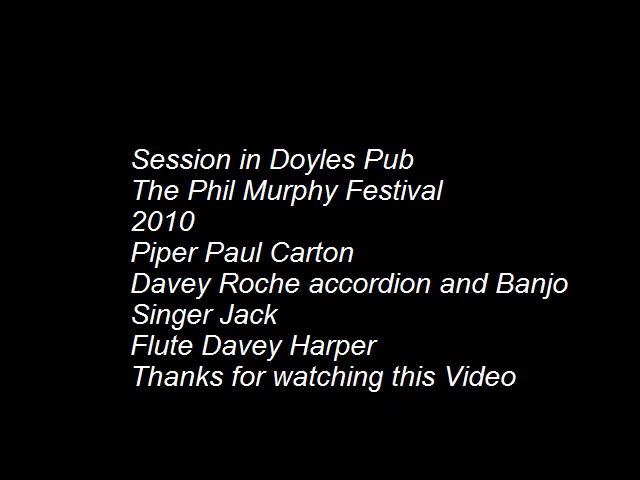 Session in Doyles Pub
The Phil Murphy Festival
2010
Piper Paul Carton
Davey Roche accordion and Banjo
Singer Jack
Flute Davey Harper
Thanks for watching this Video